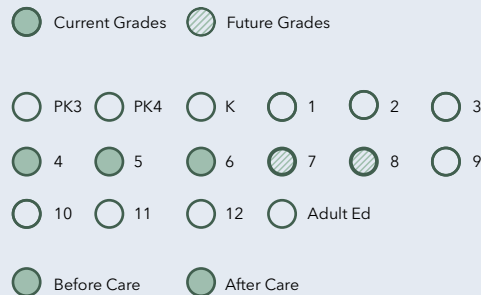 Current Grades Future Grades
PK3 PK4 K 1 2 3
4 5 6 7 8 9
10 11 12 Adult Ed
Before Care After Care